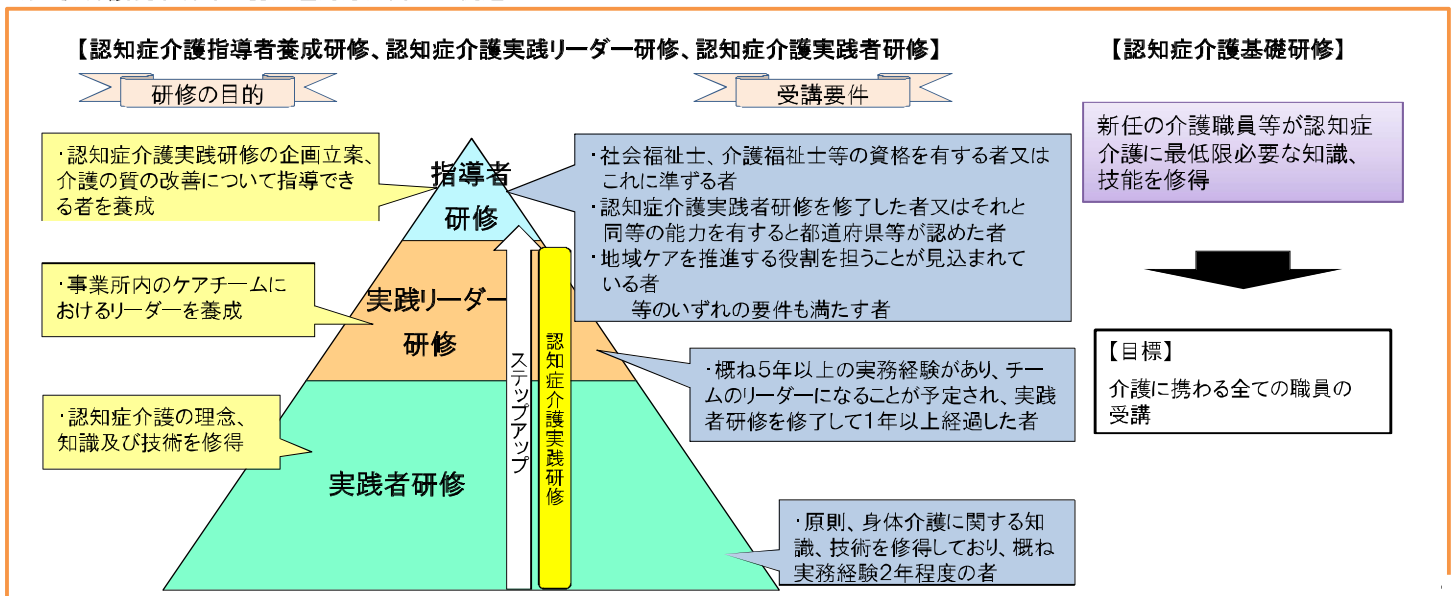 【認知症介護指導者養成研修、認知症介護実践リーダー研修、認知症介護実践者研修】
研修の目的
受講要件
・認知症介護実践研修の企画立案、
介護の質の改善について指導でき
る者を養成
・事業所内のケアチームに
おけるリーダーを養成
・認知症介護の理念、
知識及び技術を修得
指導者
研修
実践リーダー
研修
実践者研修
ステップアップ
認知症介護実践研修
・社会福祉士、介護福祉士等の資格を有する者又は
これに準ずる者
・認知症介護実践者研修を修了した者又はそれと
同等の能力を有すると都道府県等が認めた者
・地域ケアを推進する役割を担うことが見込まれて
いる者
等のいずれの要件も満たす者
・概ね5年以上の実務経験があり、チー
ムのリーダーになることが予定され、実践
者研修を修了して1年以上経過した者
・原則、身体介護に関する知
識、技術を修得しており、概ね
実務経験2年程度の者
【認知症介護基礎研修】
新任の介護職員等が認知症
介護に最低限必要な知識、
技能を修得
【目標】
介護に携わる全ての職員の
受講